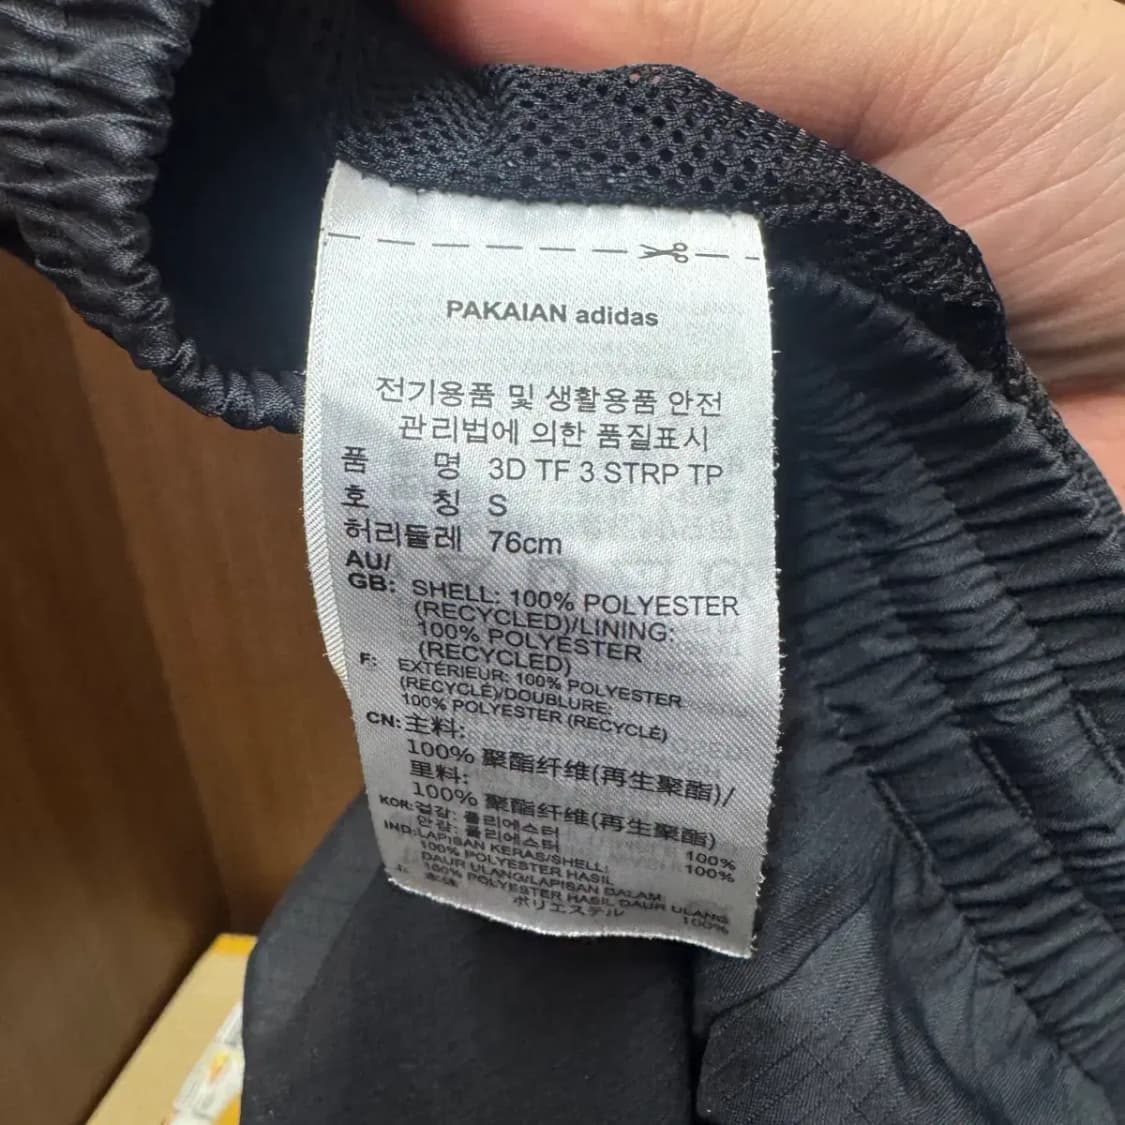 PAKAIAN adidas
전기용품 및 생활용품 안전
관리법에 의한 품질표시
품 명 3D TF 3 STRP TP
호 칭 S
허리둘레 76cm
AU/
GB: SHELL: 100% POLYESTER
(RECYCLED)/LINING:
100% POLYESTER
(RECYCLED)
F: EXTÉRIEUR: 100% POLYESTER
(RECYCLÉ)/DOUBLURE:
100% POLYESTER (RECYCLÉ)
CN: 主料:
100% 聚酯纤维(再生聚酯)/
里料:
100% 聚酯纤维(再生聚酯)
KOR: 겉감: 폴리에스터 100%
안감: 폴리에스터 100%
IND: LAPISAN KERAS/SHELL:
100% POLYESTER HASIL
DAUR ULANG/LAPISAN DALAM
100% POLYESTER HASIL DAUR ULANG
本体
ポリエステル 100%